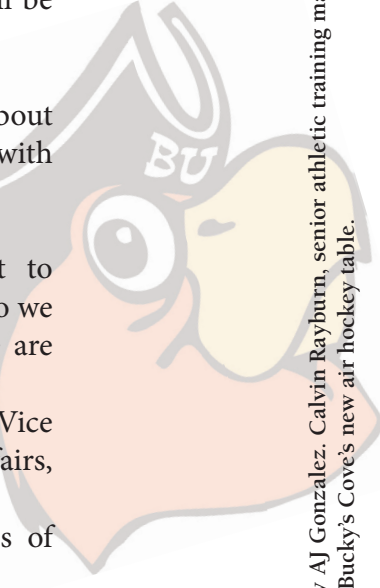 be
bout
with
t to
o we
are
Vice
fairs,
s of
BU
AJ Gonzalez. Calvin Rayburn, senior athletic training
Bucky's Cove's new air hockey table.